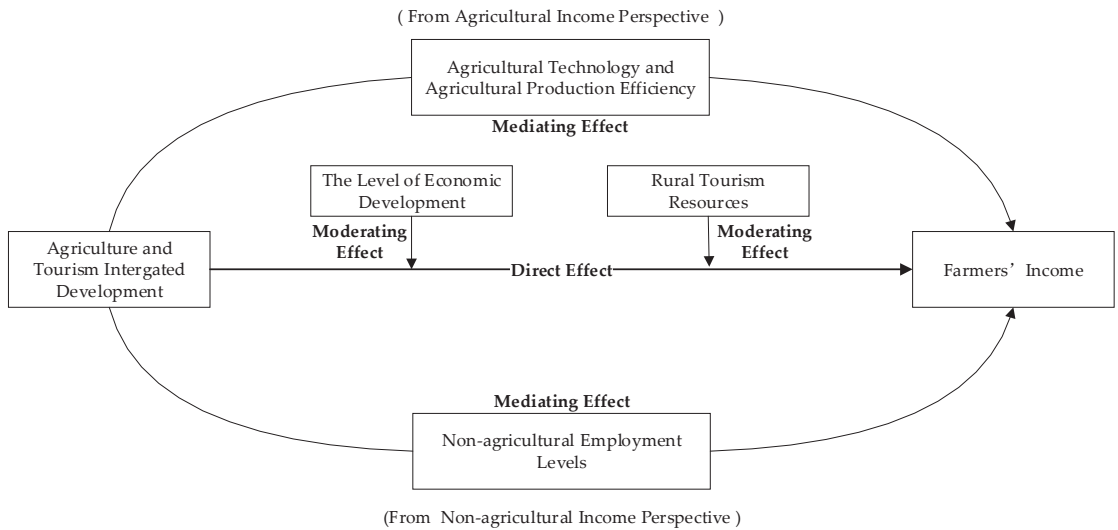 ( From Agricultural Income Perspective )
Agricultural Technology and
Agricultural Production Efficiency
Mediating Effect
The Level of Economic
Development
Rural Tourism
Resources
Moderating
Effect
Moderating
Effect
Agriculture and
Tourism Intergated
Development
Direct Effect
Farmers’ Income
Mediating Effect
Non-agricultural Employment
Levels
(From Non-agricultural Income Perspective )